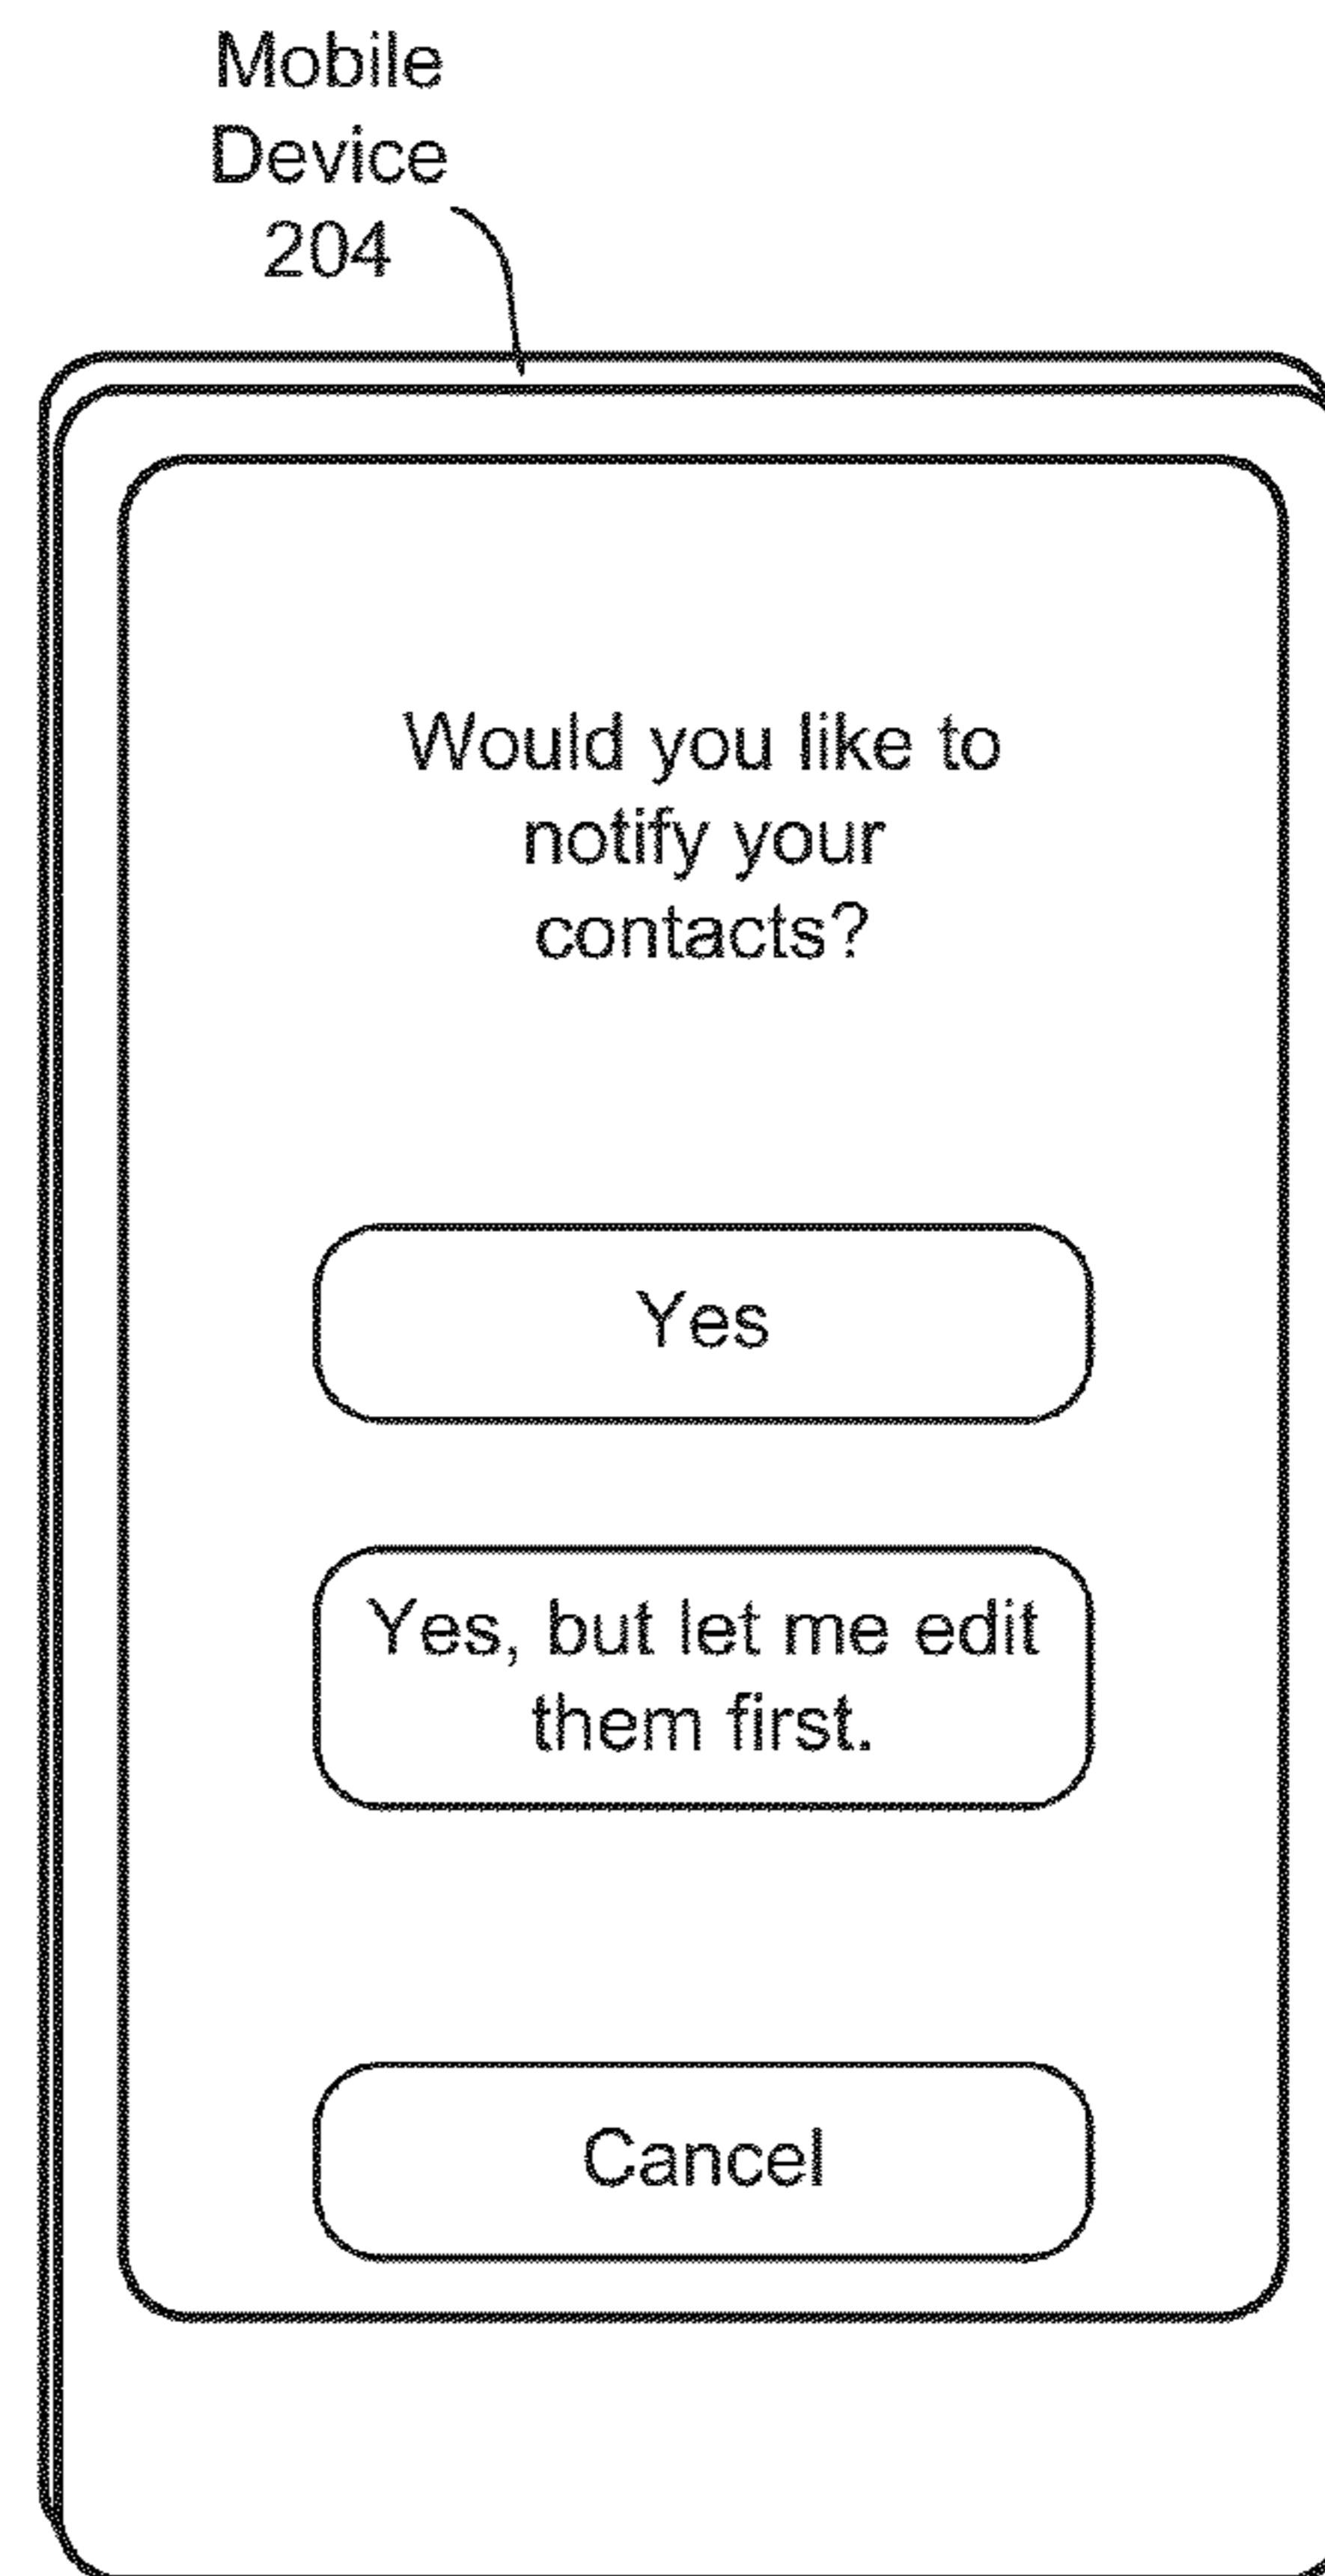 Mobile
Device
204
Would you like to
notify your
contacts?
Yes
Yes, but let me edit
them first.
Cancel